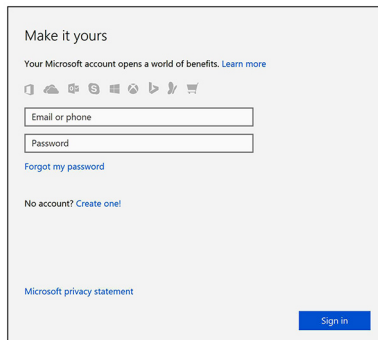 Make it yours
Your Microsoft account opens a world of benefits. Learn more
Email or phone
Password
Forgot my password
No account? Create one!
Microsoft privacy statement
Sign in